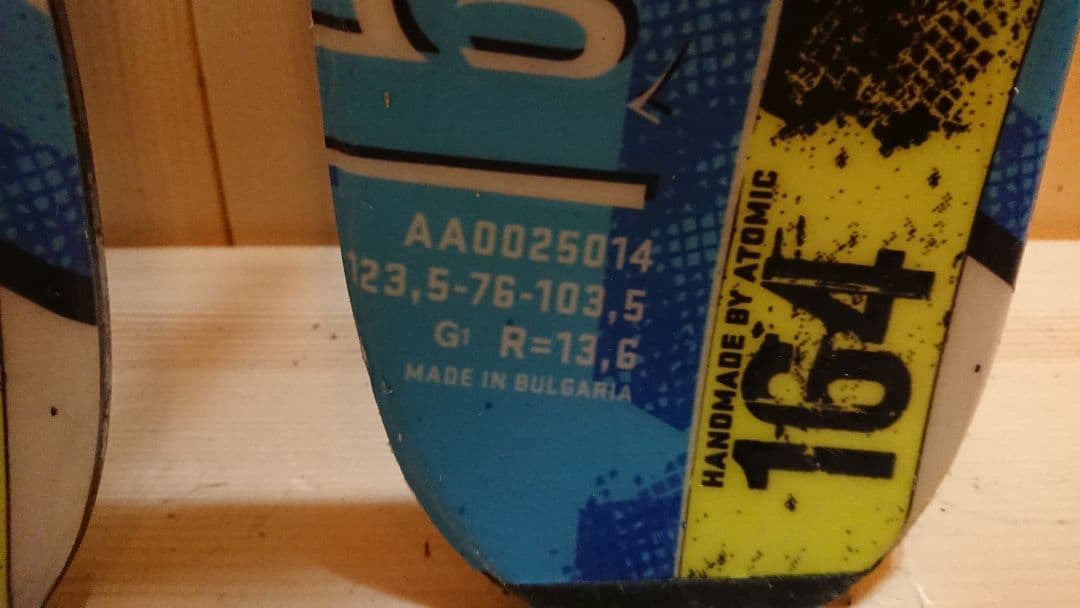 AA0025014
123,5-76-103,5
G1 R=13,6
MADE IN BULGARIA
HANDMADE BY ATOMIC
164